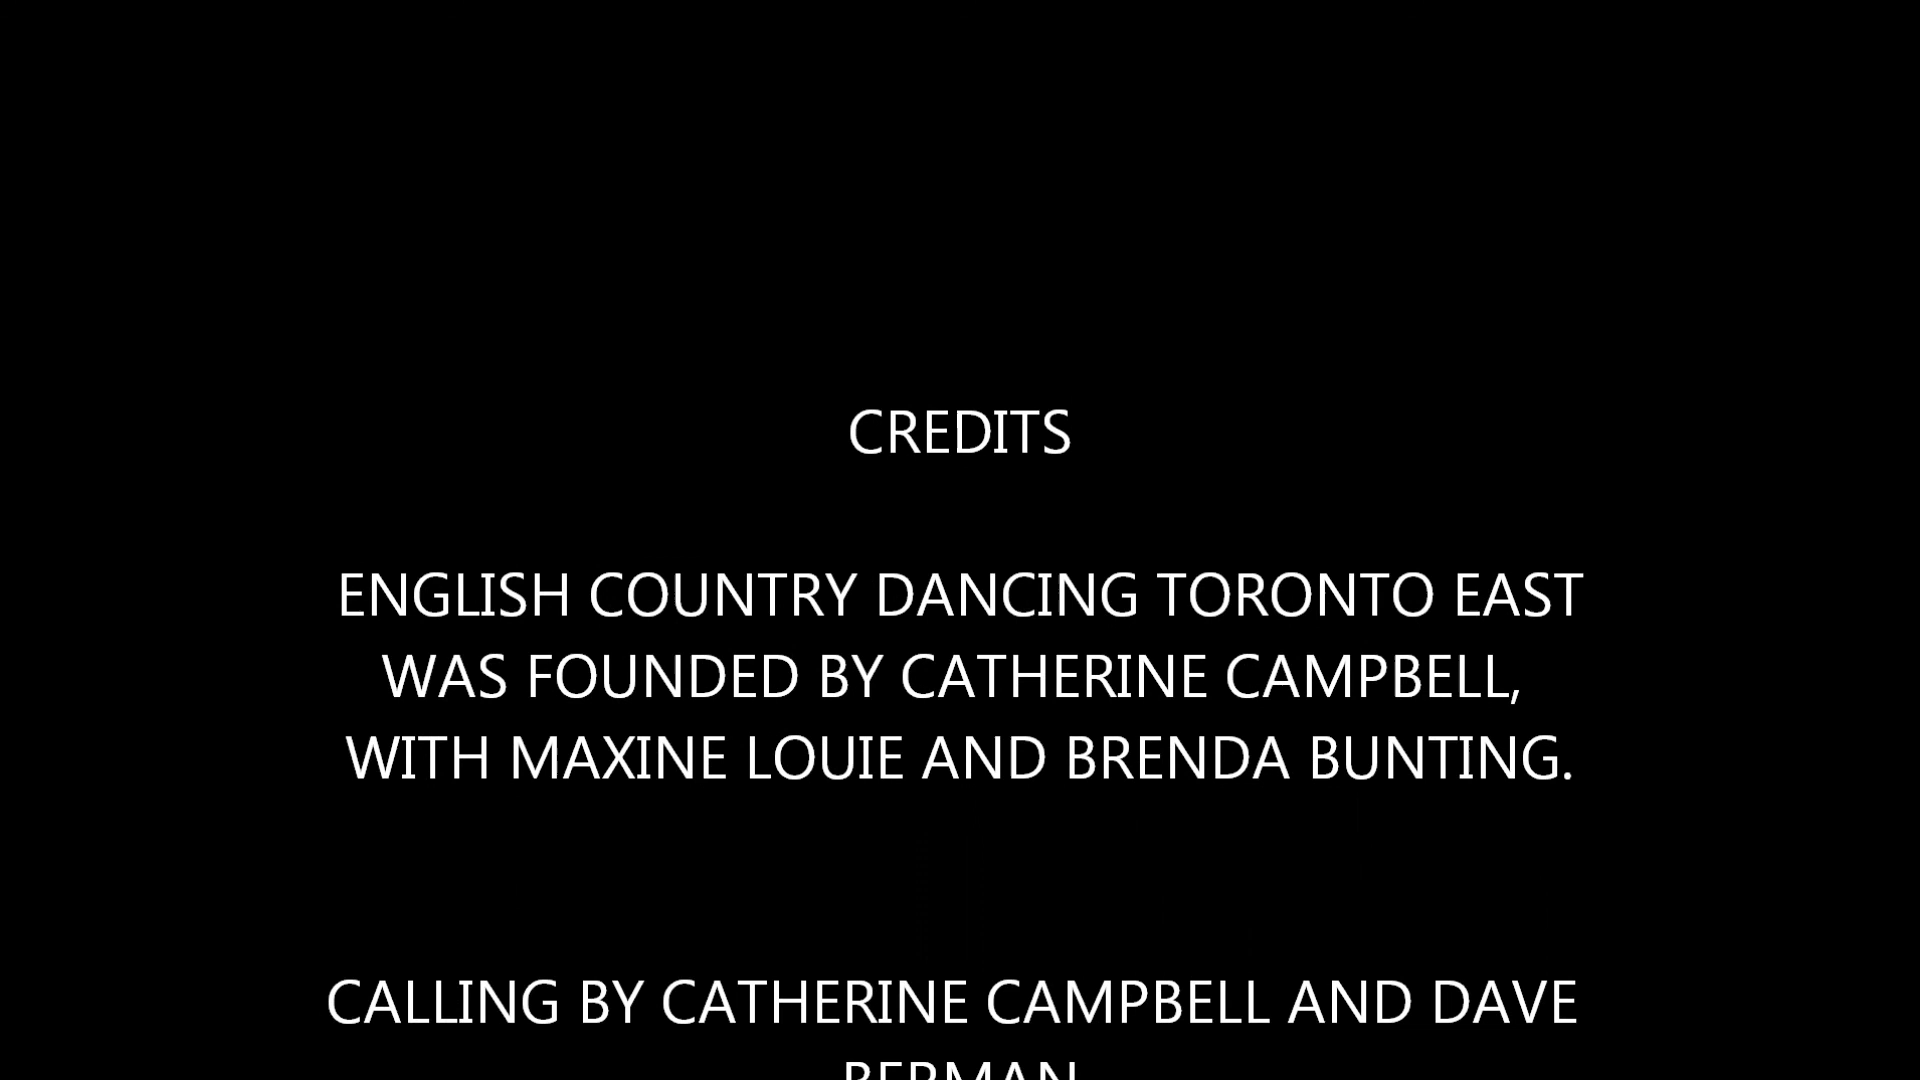 CREDITS
ENGLISH COUNTRY DANCING TORONTO EAST
WAS FOUNDED BY CATHERINE CAMPBELL,
WITH MAXINE LOUIE AND BRENDA BUNTING.
CALLING BY CATHERINE CAMPBELL AND DAVE
BERMAN